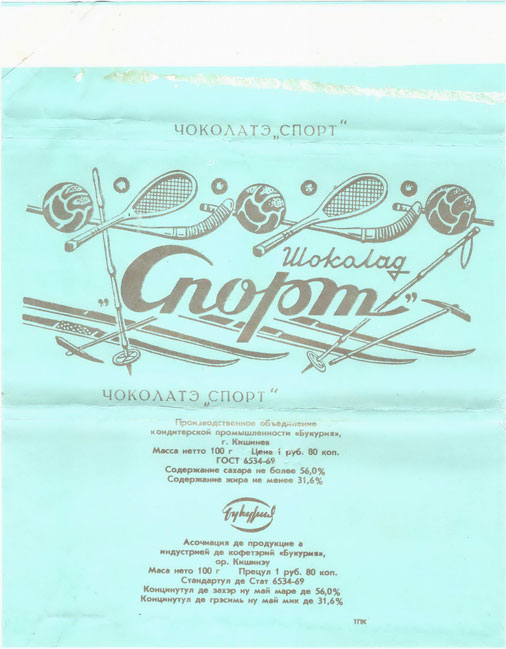 ЧОКОЛАТЭ „СПОРТ“
Шоколад
„Спорт“
ЧОКОЛАТЭ „СПОРТ“
Производственное объединение
кондитерской промышленности «Букурия»,
г. Кишинев
Масса нетто 100 г Цена 1 руб. 80 коп.
ГОСТ 6534-69
Содержание сахара не более 56,0%
Содержание жира не менее 31,6%
Букурия
Асочиация де продукцие а
индустрией де кофетэрий «Букурия»,
ор. Кишинэу
Маса нето 100 г Прецул 1 руб. 80 коп.
Стандартул де Стат 6534-69
Концинутул де захэр ну май маре де 56,0%
Концинутул де грэсимь ну май мик де 31,6%
ТПК